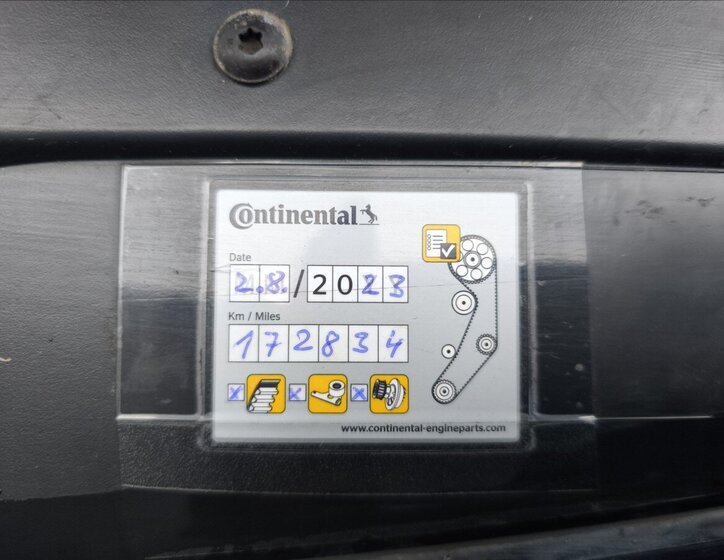 Continental
Date
2.8./2023
Km / Miles
172834
www.continental-engineparts.com